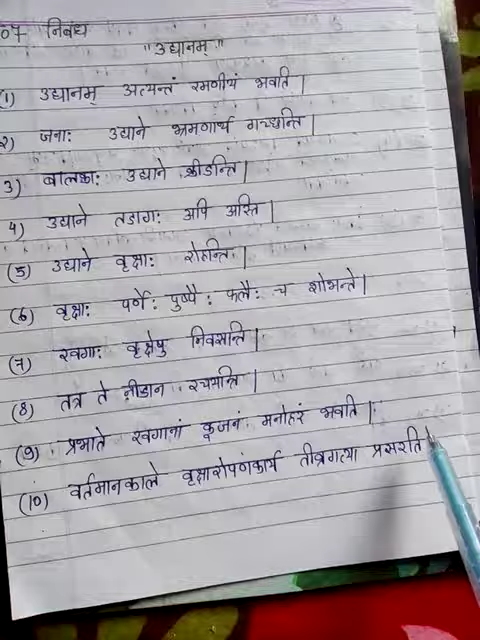 07 निबंध
"उद्यानम्"
(1) उद्यानम् अत्यन्तं रमणीयं भवति |
2) जनाः उद्याने भ्रमणार्थं गच्छन्ति |
3) बालकाः उद्याने क्रीडन्ति |
4) उद्याने तडागः अपि अस्ति |
(5) उद्याने वृक्षाः रोहन्ति |
(6) वृक्षाः पर्णैः पुष्पैः फलैः च शोभन्ते |
(7) खगाः वृक्षेषु निवसन्ति |
(8) तत्र ते नीडान रचयन्ति |
(9) प्रभाते खगानां कूजनं मनोहरं भवति |
(10) वर्तमानकाले वृक्षारोपणकार्यं तीव्रगत्या प्रसरति